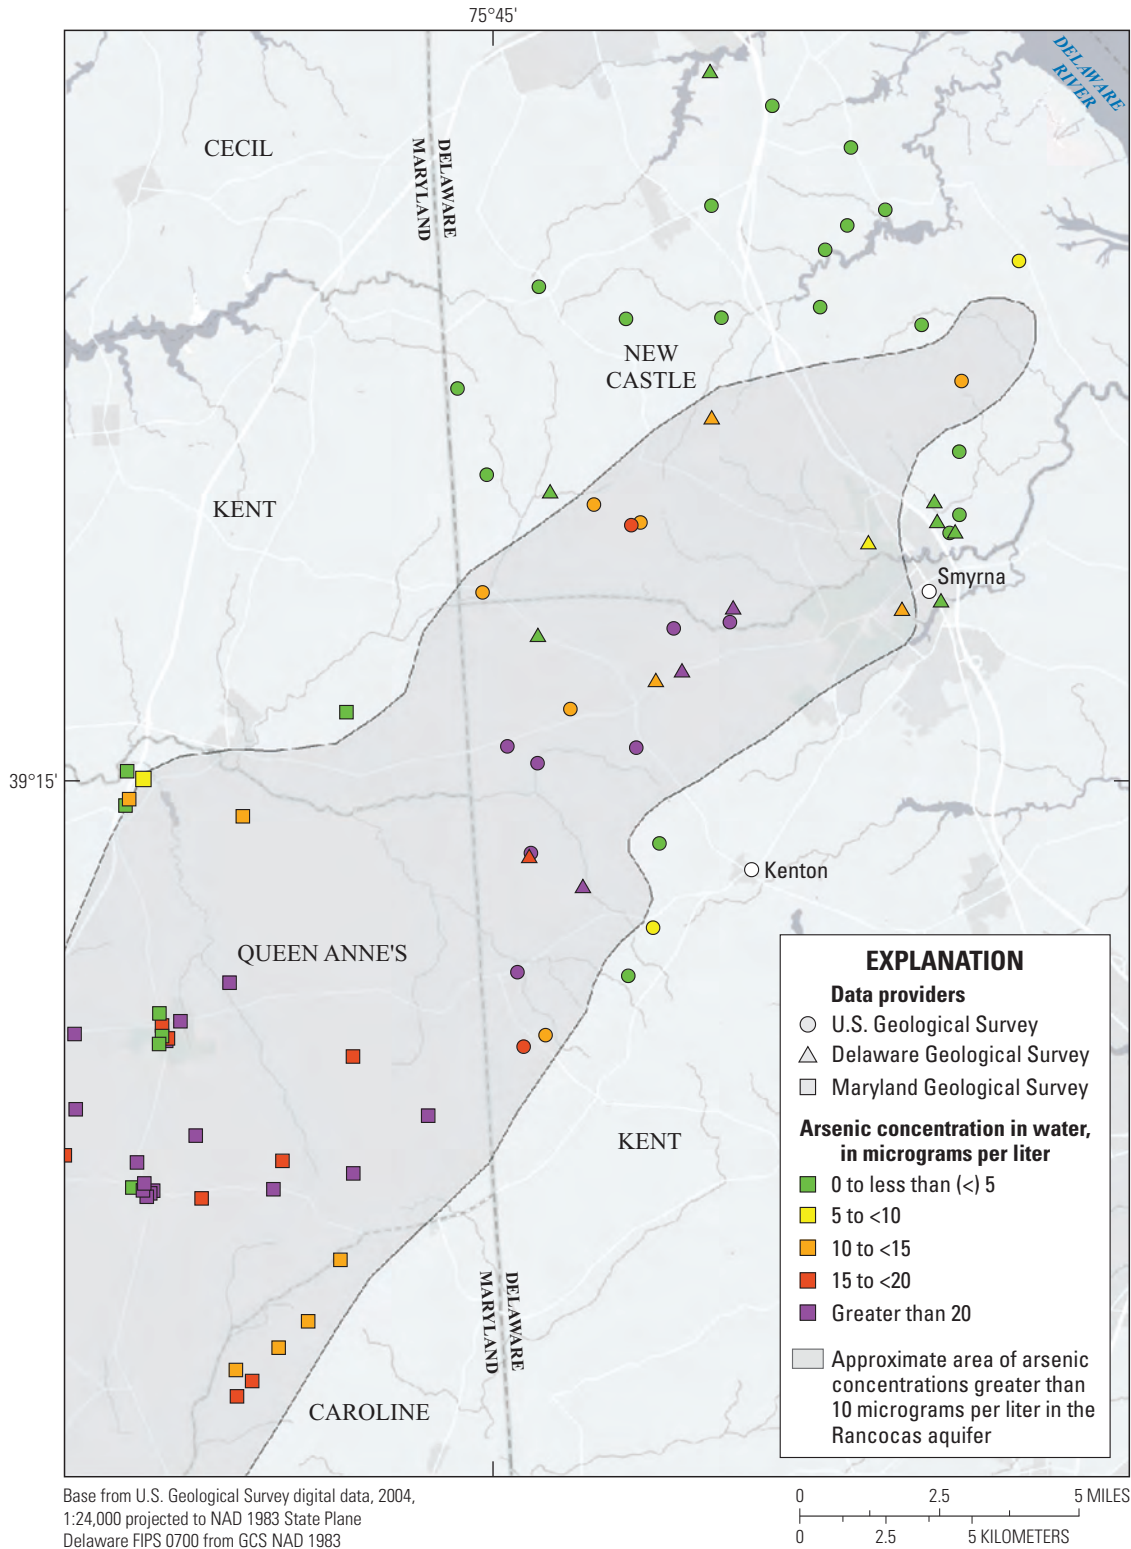 75°45'
DELAWARE
RIVER
CECIL
DELAWARE
MARYLAND
NEW
CASTLE
KENT
Smyrna
39°15'
Kenton
QUEEN ANNE'S
KENT
DELAWARE
MARYLAND
CAROLINE
EXPLANATION
Data providers
U.S. Geological Survey
Delaware Geological Survey
Maryland Geological Survey
Arsenic concentration in water,
in micrograms per liter
0 to less than (<) 5
5 to <10
10 to <15
15 to <20
Greater than 20
Approximate area of arsenic
concentrations greater than
10 micrograms per liter in the
Rancocas aquifer
Base from U.S. Geological Survey digital data, 2004,
1:24,000 projected to NAD 1983 State Plane
Delaware FIPS 0700 from GCS NAD 1983
0 2.5 5 MILES
0 2.5 5 KILOMETERS